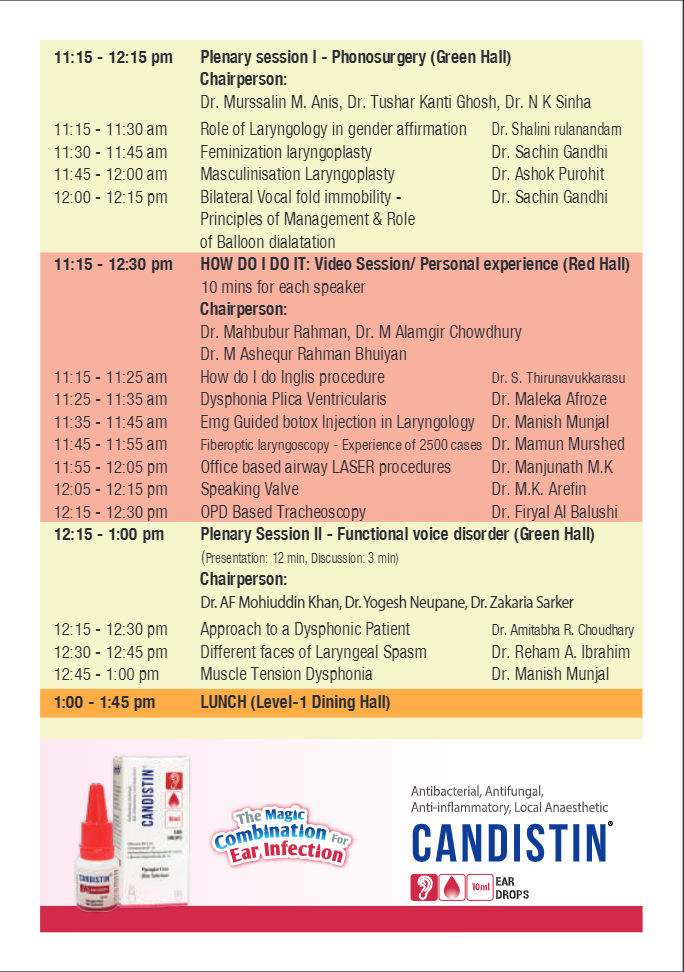 11:15 - 12:15 pm Plenary session I - Phonosurgery (Green Hall)
Chairperson:
Dr. Murssalin M. Anis, Dr. Tushar Kanti Ghosh, Dr. N K Sinha
11:15 - 11:30 am Role of Laryngology in gender affirmation Dr. Shalini rulanandam
11:30 - 11:45 am Feminization laryngoplasty Dr. Sachin Gandhi
11:45 - 12:00 am Masculinisation Laryngoplasty Dr. Ashok Purohit
12:00 - 12:15 pm Bilateral Vocal fold immobility - Dr. Sachin Gandhi
Principles of Management & Role
of Balloon dialatation
11:15 - 12:30 pm HOW DO I DO IT: Video Session/ Personal experience (Red Hall)
10 mins for each speaker
Chairperson:
Dr. Mahbubur Rahman, Dr. M Alamgir Chowdhury
Dr. M Ashequr Rahman Bhuiyan
11:15 - 11:25 am How do I do Inglis procedure Dr. S. Thirunavukkarasu
11:25 - 11:35 am Dysphonia Plica Ventricularis Dr. Maleka Afroze
11:35 - 11:45 am Emg Guided botox Injection in Laryngology Dr. Manish Munjal
11:45 - 11:55 am Fiberoptic laryngoscopy - Experience of 2500 cases Dr. Mamun Murshed
11:55 - 12:05 pm Office based airway LASER procedures Dr. Manjunath M.K
12:05 - 12:15 pm Speaking Valve Dr. M.K. Arefin
12:15 - 12:30 pm OPD Based Tracheoscopy Dr. Firyal Al Balushi
12:15 - 1:00 pm Plenary Session II - Functional voice disorder (Green Hall)
(Presentation: 12 min, Discussion: 3 min)
Chairperson:
Dr. AF Mohiuddin Khan, Dr. Yogesh Neupane, Dr. Zakaria Sarker
12:15 - 12:30 pm Approach to a Dysphonic Patient Dr. Amitabha R. Choudhary
12:30 - 12:45 pm Different faces of Laryngeal Spasm Dr. Reham A. Ibrahim
12:45 - 1:00 pm Muscle Tension Dysphonia Dr. Manish Munjal
1:00 - 1:45 pm LUNCH (Level-1 Dining Hall)
CANDISTIN
10ml
EAR
DROPS
CANDISTIN
The Magic
Combination For
Ear Infection
Antibacterial, Antifungal,
Anti-inflammatory, Local Anaesthetic
CANDISTIN®
10ml EAR
DROPS